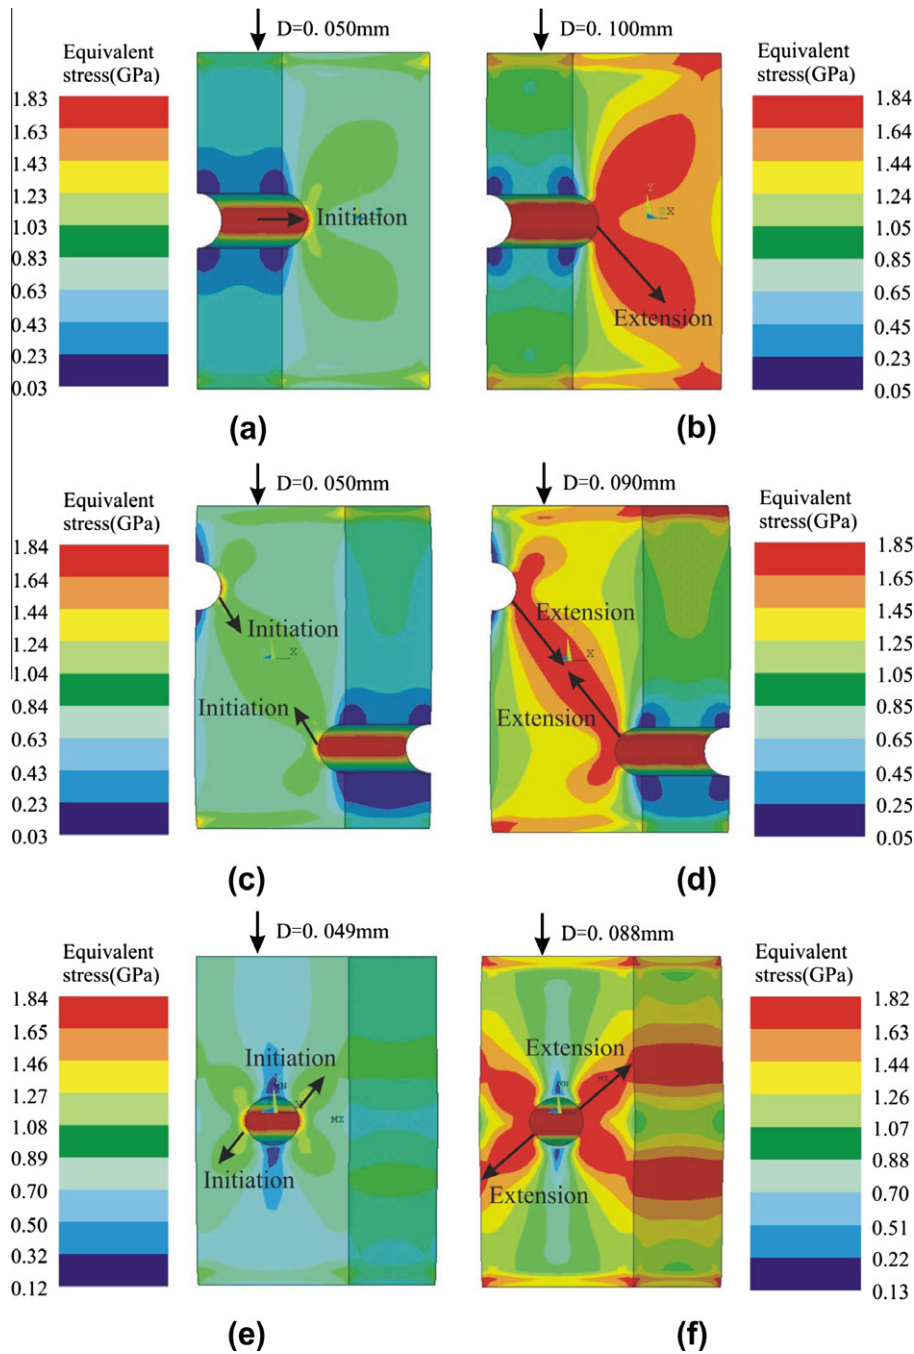 D=0. 050mm
D=0. 100mm
Equivalent
stress(GPa)
1.83
1.63
1.43
1.23
1.03
0.83
0.63
0.43
0.23
0.03
Initiation
Y
X
Extension
Equivalent
stress(GPa)
1.84
1.64
1.44
1.24
1.05
0.85
0.65
0.45
0.23
0.05
(a)
(b)
D=0. 050mm
D=0. 090mm
Equivalent
stress(GPa)
1.84
1.64
1.44
1.24
1.04
0.84
0.63
0.43
0.23
0.03
Initiation
X
Initiation
Extension
X
Extension
Equivalent
stress(GPa)
1.85
1.65
1.45
1.25
1.05
0.85
0.65
0.45
0.25
0.05
(c)
(d)
D=0. 049mm
D=0. 088mm
Equivalent
stress(GPa)
1.84
1.65
1.46
1.27
1.08
0.89
0.70
0.50
0.32
0.12
Initiation
MN
MX
Initiation
Extension
MN
Extension
Equivalent
stress(GPa)
1.82
1.63
1.44
1.26
1.07
0.88
0.70
0.51
0.22
0.13
(e)
(f)